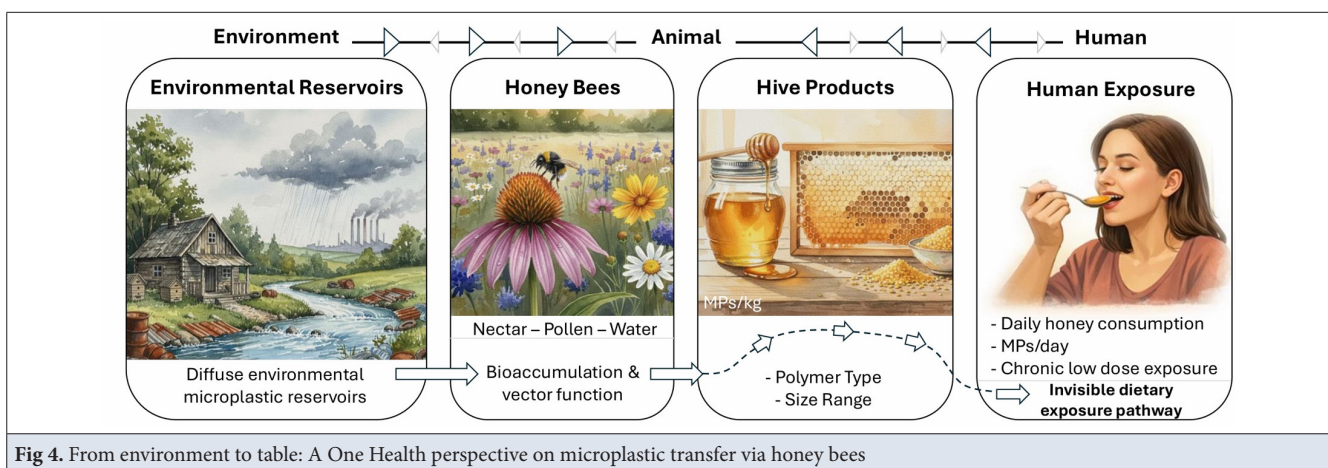 Environment Animal Human
Environmental Reservoirs
Diffuse environmental
microplastic reservoirs
Honey Bees
Nectar – Pollen – Water
Bioaccumulation &
vector function
Hive Products
MPs/kg
- Polymer Type
- Size Range
Human Exposure
- Daily honey consumption
- MPs/day
- Chronic low dose exposure
Invisible dietary
exposure pathway
Fig 4. From environment to table: A One Health perspective on microplastic transfer via honey bees